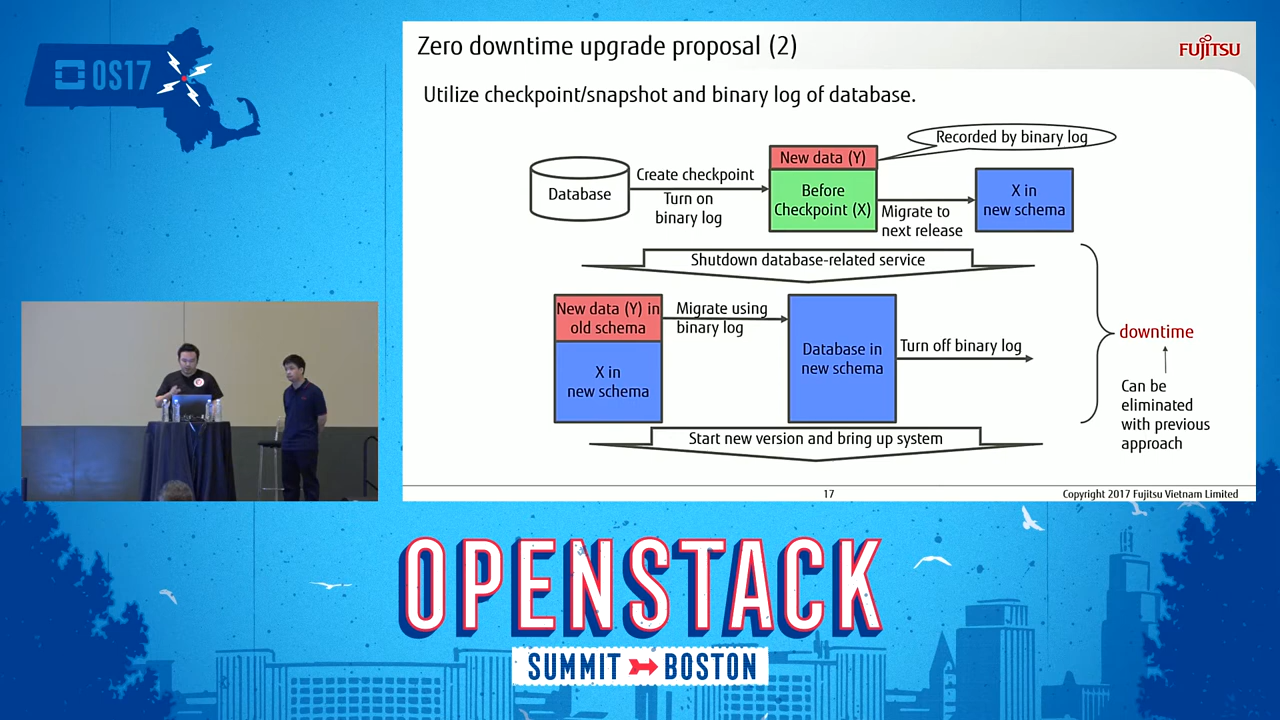 OS17
Zero downtime upgrade proposal (2)
FUJITSU
Utilize checkpoint/snapshot and binary log of database.
Recorded by binary log
New data (Y)
Database
Create checkpoint
Turn on
binary log
Before
Checkpoint (X)
Migrate to
next release
X in
new schema
Shutdown database-related service
New data (Y) in
old schema
X in
new schema
Migrate using
binary log
Database in
new schema
Turn off binary log
downtime
Can be
eliminated
with previous
approach
Start new version and bring up system
17
Copyright 2017 Fujitsu Vietnam Limited
OPENSTACK
SUMMIT BOSTON